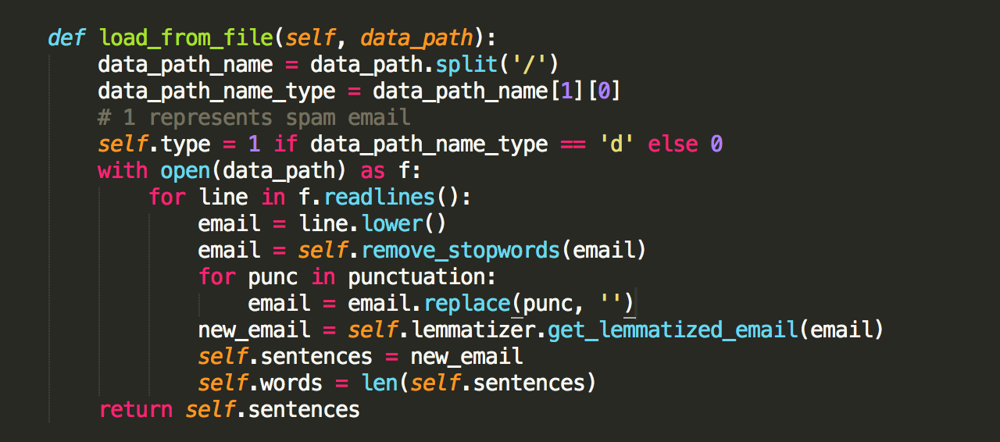 def load_from_file(self, data_path):
    data_path_name = data_path.split('/')
    data_path_name_type = data_path_name[1][0]
    # 1 represents spam email
    self.type = 1 if data_path_name_type == 'd' else 0
    with open(data_path) as f:
        for line in f.readlines():
            email = line.lower()
            email = self.remove_stopwords(email)
            for punc in punctuation:
                email = email.replace(punc, '')
            new_email = self.lemmatizer.get_lemmatized_email(email)
            self.sentences = new_email
            self.words = len(self.sentences)
    return self.sentences